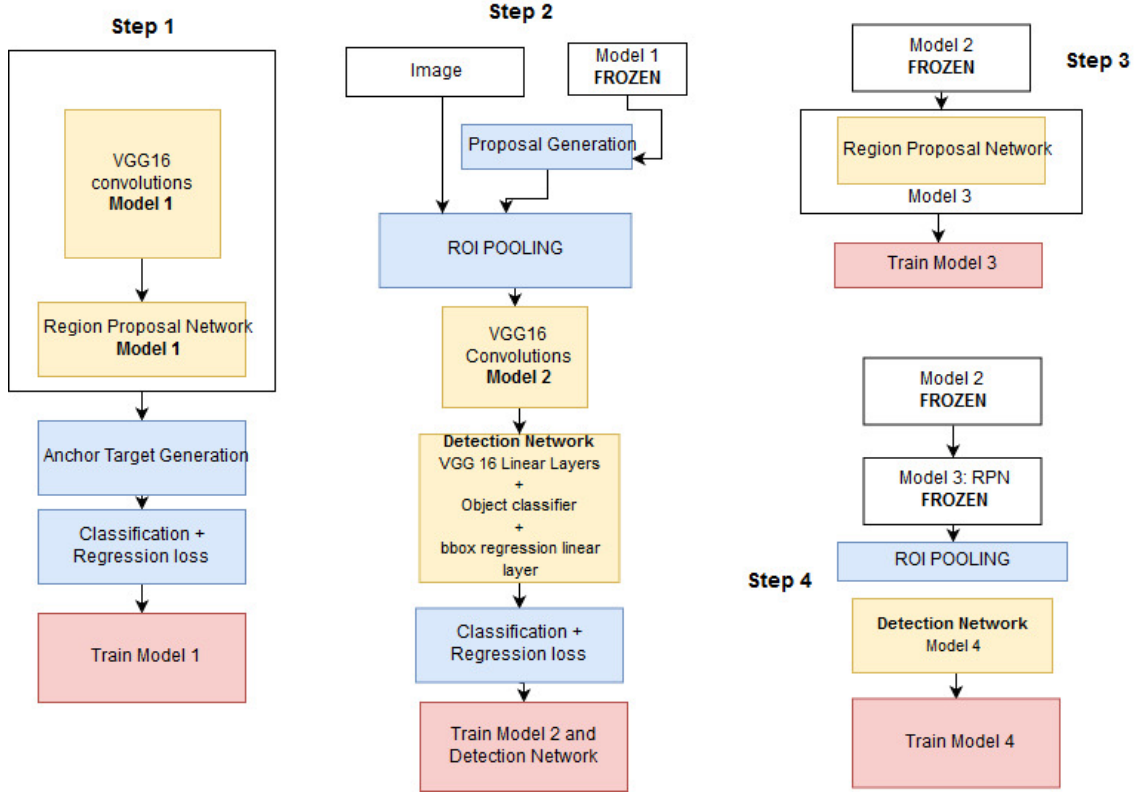 Step 1
VGG16
convolutions
Model 1
Region Proposal Network
Model 1
Anchor Target Generation
Classification +
Regression loss
Train Model 1
Step 2
Image
Model 1
FROZEN
Proposal Generation
ROI POOLING
VGG16
Convolutions
Model 2
Detection Network
VGG 16 Linear Layers
+
Object classifier
+
bbox regression linear
layer
Classification +
Regression loss
Train Model 2 and
Detection Network
Step 3
Model 2
FROZEN
Region Proposal Network
Model 3
Train Model 3
Step 4
Model 2
FROZEN
Model 3: RPN
FROZEN
ROI POOLING
Detection Network
Model 4
Train Model 4